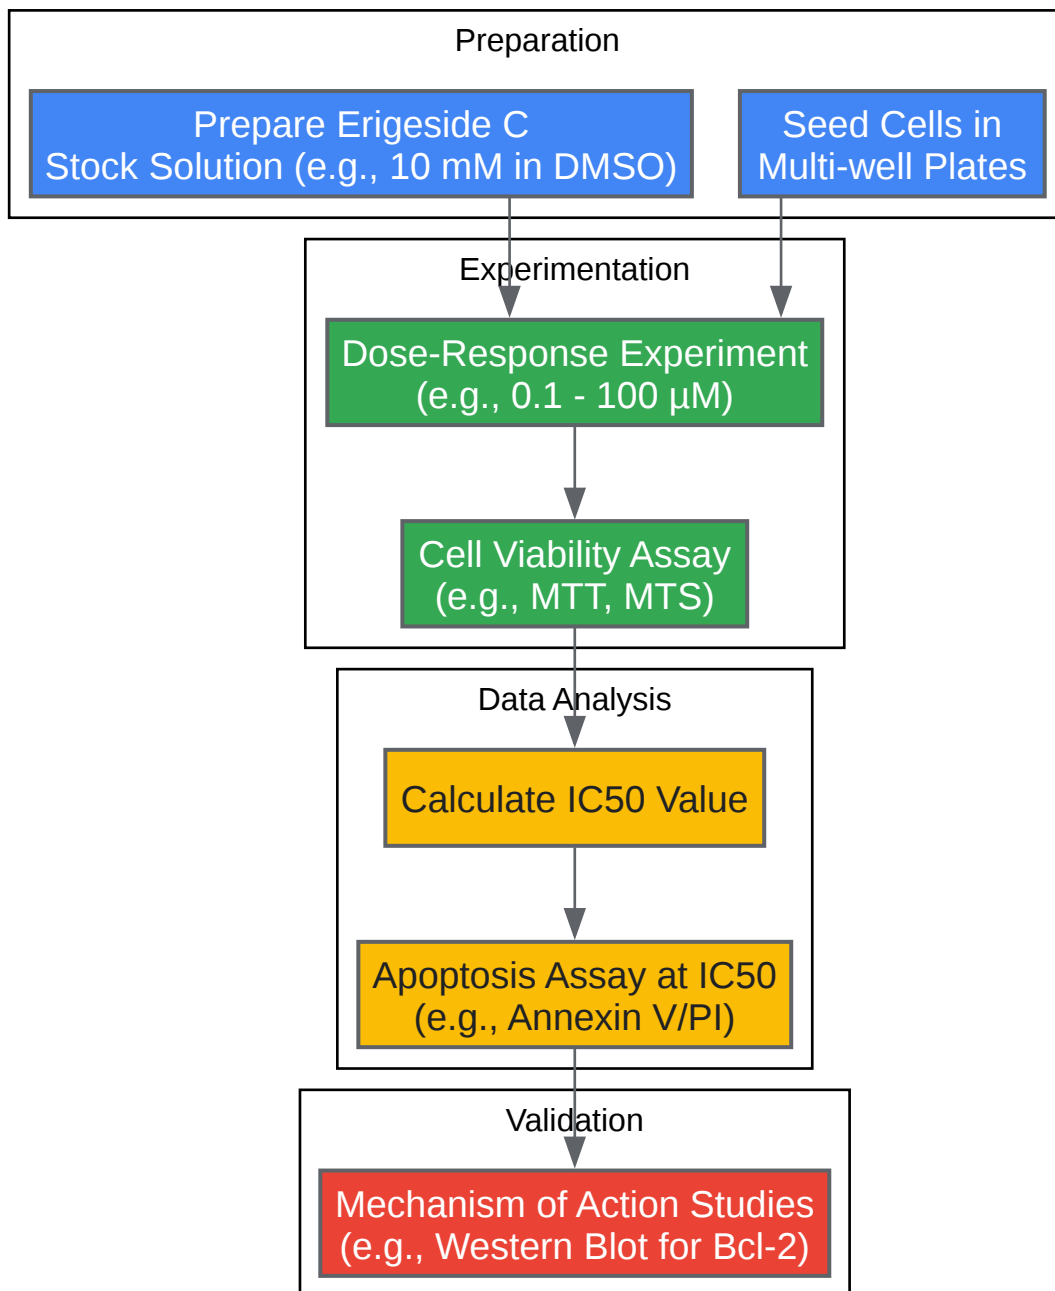 Preparation
Prepare Erigeside C
Stock Solution (e.g., 10 mM in DMSO)
Seed Cells in
Multi-well Plates
Experimentation
Dose-Response Experiment
(e.g., 0.1 - 100 µM)
Cell Viability Assay
(e.g., MTT, MTS)
Data Analysis
Calculate IC50 Value
Apoptosis Assay at IC50
(e.g., Annexin V/PI)
Validation
Mechanism of Action Studies
(e.g., Western Blot for Bcl-2)